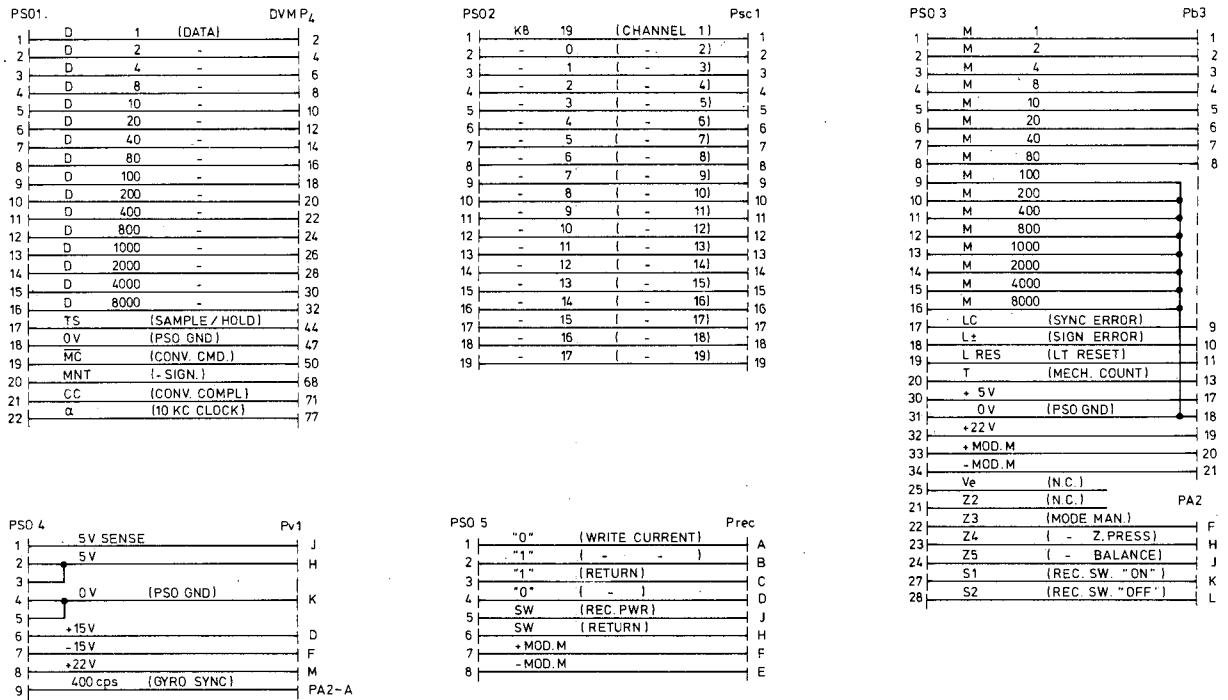 PS01. DVM P4
1 D 1 (DATA) 2
2 D 2 - 4
3 D 4 - 6
4 D 8 - 8
5 D 10 - 10
6 D 20 - 12
7 D 40 - 14
8 D 80 - 16
9 D 100 - 18
10 D 200 - 20
11 D 400 - 22
12 D 800 - 24
13 D 1000 - 26
14 D 2000 - 28
15 D 4000 - 30
16 D 8000 - 32
17 TS (SAMPLE / HOLD) 44
18 0V (PSO GND) 47
19 MC (CONV. CMD.) 50
20 MNT (- SIGN.) 68
21 CC (CONV. COMPL) 71
22 α (10 KC CLOCK) 77
PS02 Psc1
1 KB 19 (CHANNEL 1) 1
2 - 0 ( - 2) 2
3 - 1 ( - 3) 3
4 - 2 ( - 4) 4
5 - 3 ( - 5) 5
6 - 4 ( - 6) 6
7 - 5 ( - 7) 7
8 - 6 ( - 8) 8
9 - 7 ( - 9) 9
10 - 8 ( - 10) 10
11 - 9 ( - 11) 11
12 - 10 ( - 12) 12
13 - 11 ( - 13) 13
14 - 12 ( - 14) 14
15 - 13 ( - 15) 15
16 - 14 ( - 16) 16
17 - 15 ( - 17) 17
18 - 16 ( - 18) 18
19 - 17 ( - 19) 19
PS0 3 Pb3
1 M 1 1
2 M 2 2
3 M 4 3
4 M 8 4
5 M 10 5
6 M 20 6
7 M 40 7
8 M 80 8
9 M 100
10 M 200
11 M 400
12 M 800
13 M 1000
14 M 2000
15 M 4000
16 M 8000
17 LC (SYNC ERROR) 9
18 L± (SIGN ERROR) 10
19 L RES (LT RESET) 11
20 T (MECH. COUNT) 13
30 + 5V 17
31 0V (PSO GND) 18
32 +22 V 19
33 + MOD. M 20
34 - MOD. M 21
25 Ve (N.C.)
21 Z2 (N.C.) PA2
22 Z3 (MODE MAN.) F
23 Z4 ( - Z.PRESS) H
24 Z5 ( - BALANCE) J
27 S1 (REC. SW. "ON") K
28 S2 (REC. SW. "OFF") L
PS0 4 Pv1
1 5V SENSE J
2 5V H
3
4 0V (PSO GND) K
5
6 +15V D
7 -15V F
8 +22V M
9 400 cps (GYRO SYNC) PA2-A
PS0 5 Prec
1 "0" (WRITE CURRENT) A
2 "1" ( - - ) B
3 "1" (RETURN) C
4 "0" ( - ) D
5 SW (REC. PWR) J
6 SW (RETURN) H
7 + MOD. M F
8 - MOD. M E